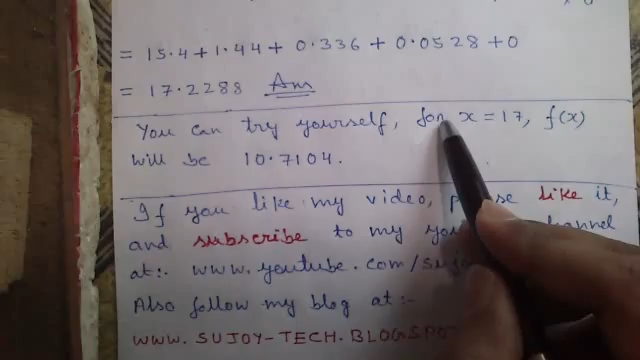 = 15.4 + 1.44 + 0.336 + 0.0528 + 0
= 17.2288 Ans
You can try yourself, for x = 17, f(x)
will be 10.7104.
If you like my video, please like it,
and subscribe to my channel
at:- www.youtube.com/suj
Also follow my blog at:-
WWW.SUJOY-TECH.BLOGSPO